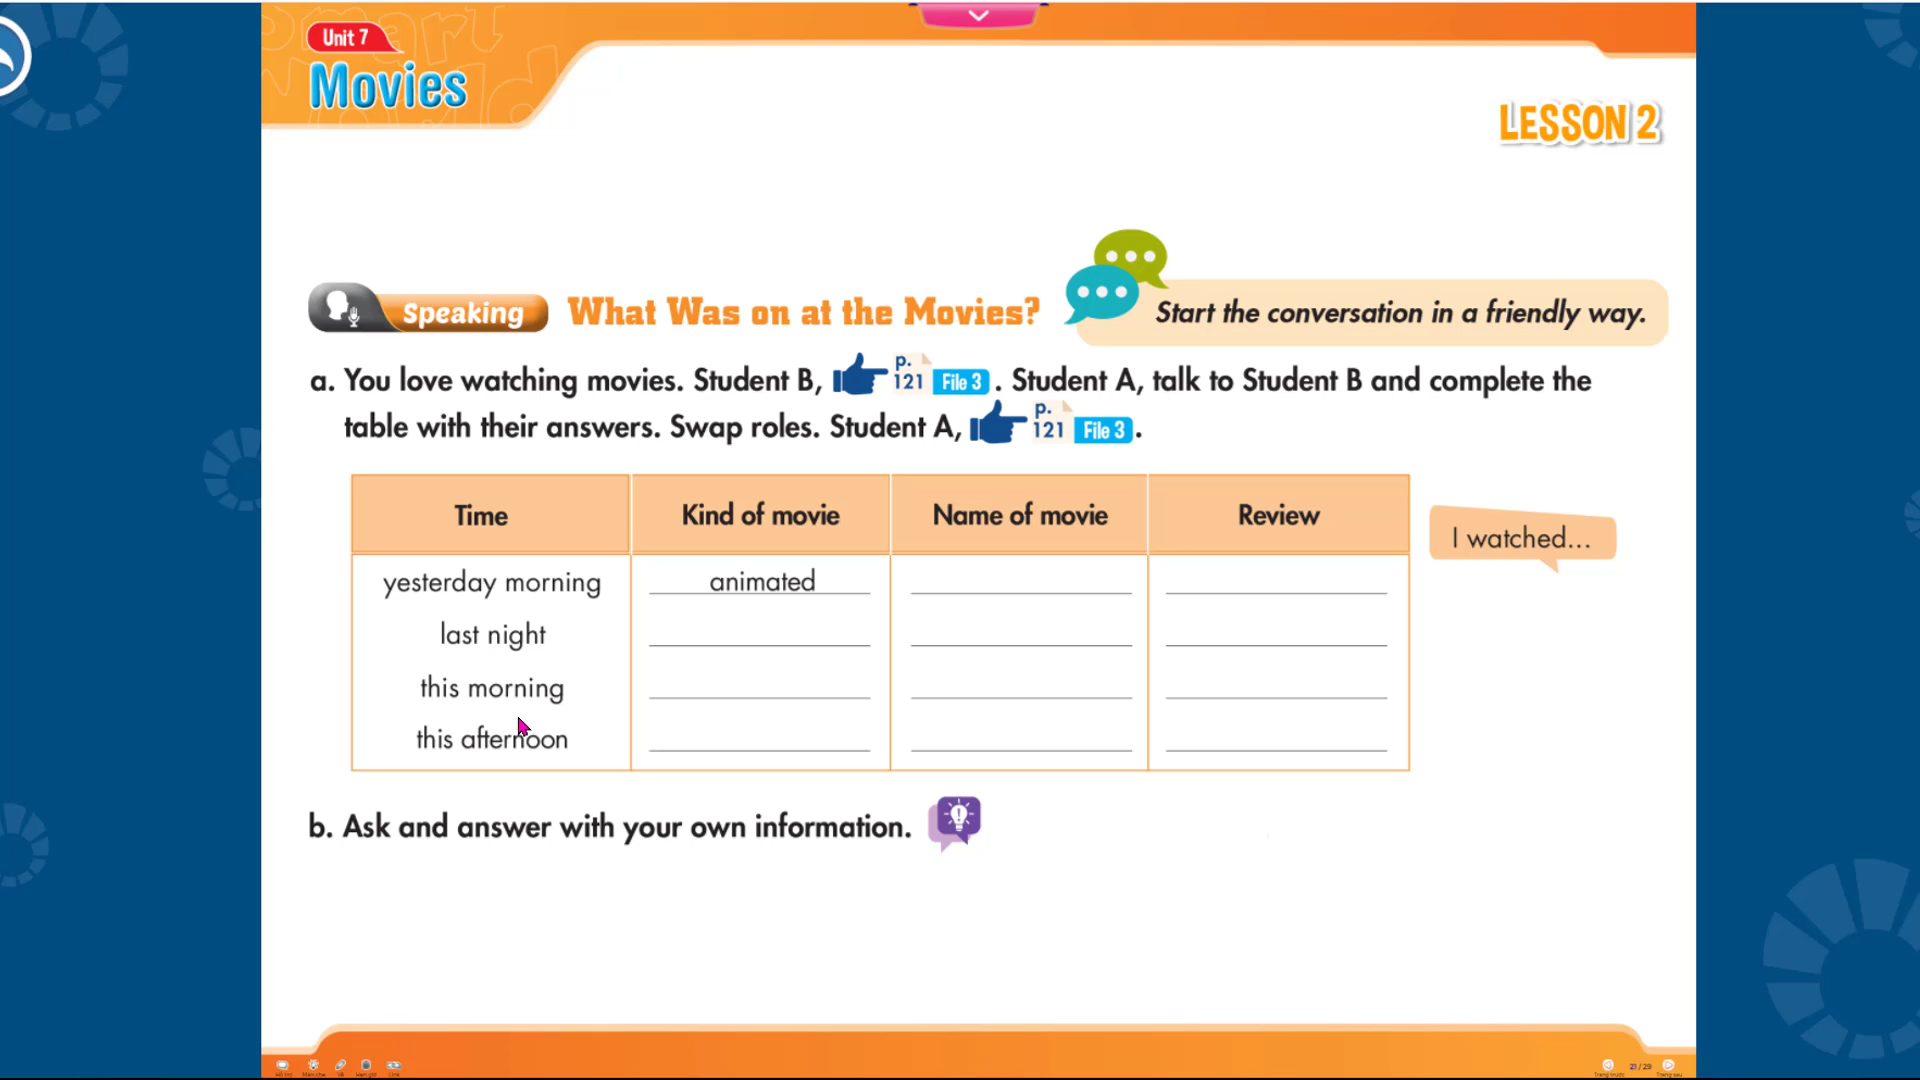 Unit 7
Movies
LESSON 2
Speaking What Was on at the Movies? Start the conversation in a friendly way.
a. You love watching movies. Student B, p. 121 File 3 . Student A, talk to Student B and complete the
table with their answers. Swap roles. Student A, p. 121 File 3 .
Time Kind of movie Name of movie Review
I watched...
yesterday morning animated
last night
this morning
this afternoon
b. Ask and answer with your own information.
21 / 29